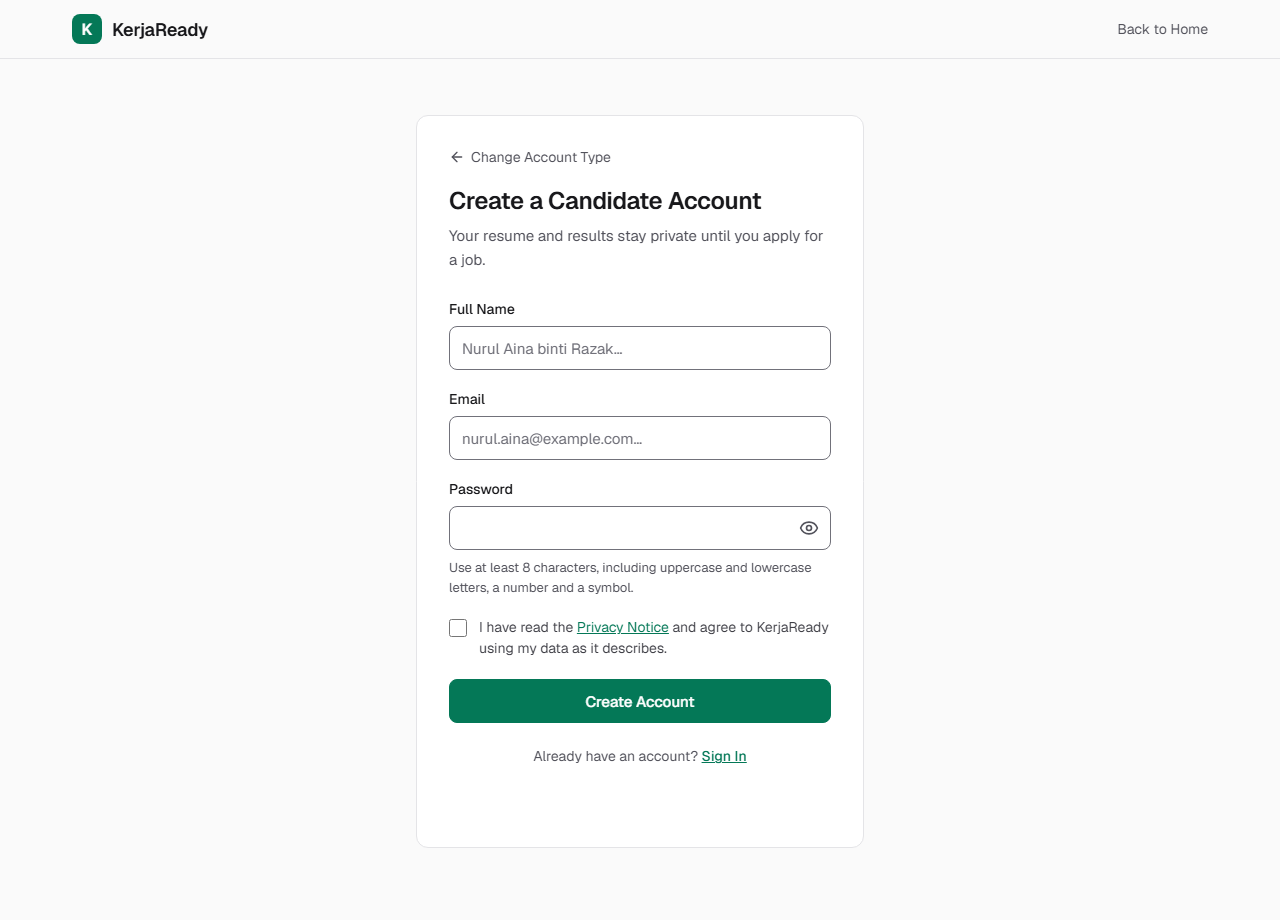 K KerjaReady
Back to Home
Change Account Type
Create a Candidate Account
Your resume and results stay private until you apply for
a job.
Full Name
Nurul Aina binti Razak…
Email
nurul.aina@example.com…
Password
Use at least 8 characters, including uppercase and lowercase
letters, a number and a symbol.
I have read the Privacy Notice and agree to KerjaReady
using my data as it describes.
Create Account
Already have an account? Sign In